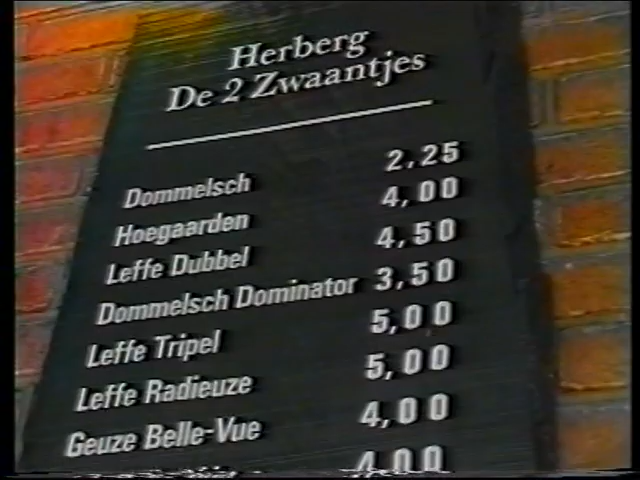 Herberg
De 2 Zwaantjes
Dommelsch 2,25
Hoegaarden 4,00
Leffe Dubbel 4,50
Dommelsch Dominator 3,50
Leffe Tripel 5,00
Leffe Radieuze 5,00
Geuze Belle-Vue 4,00
4,00